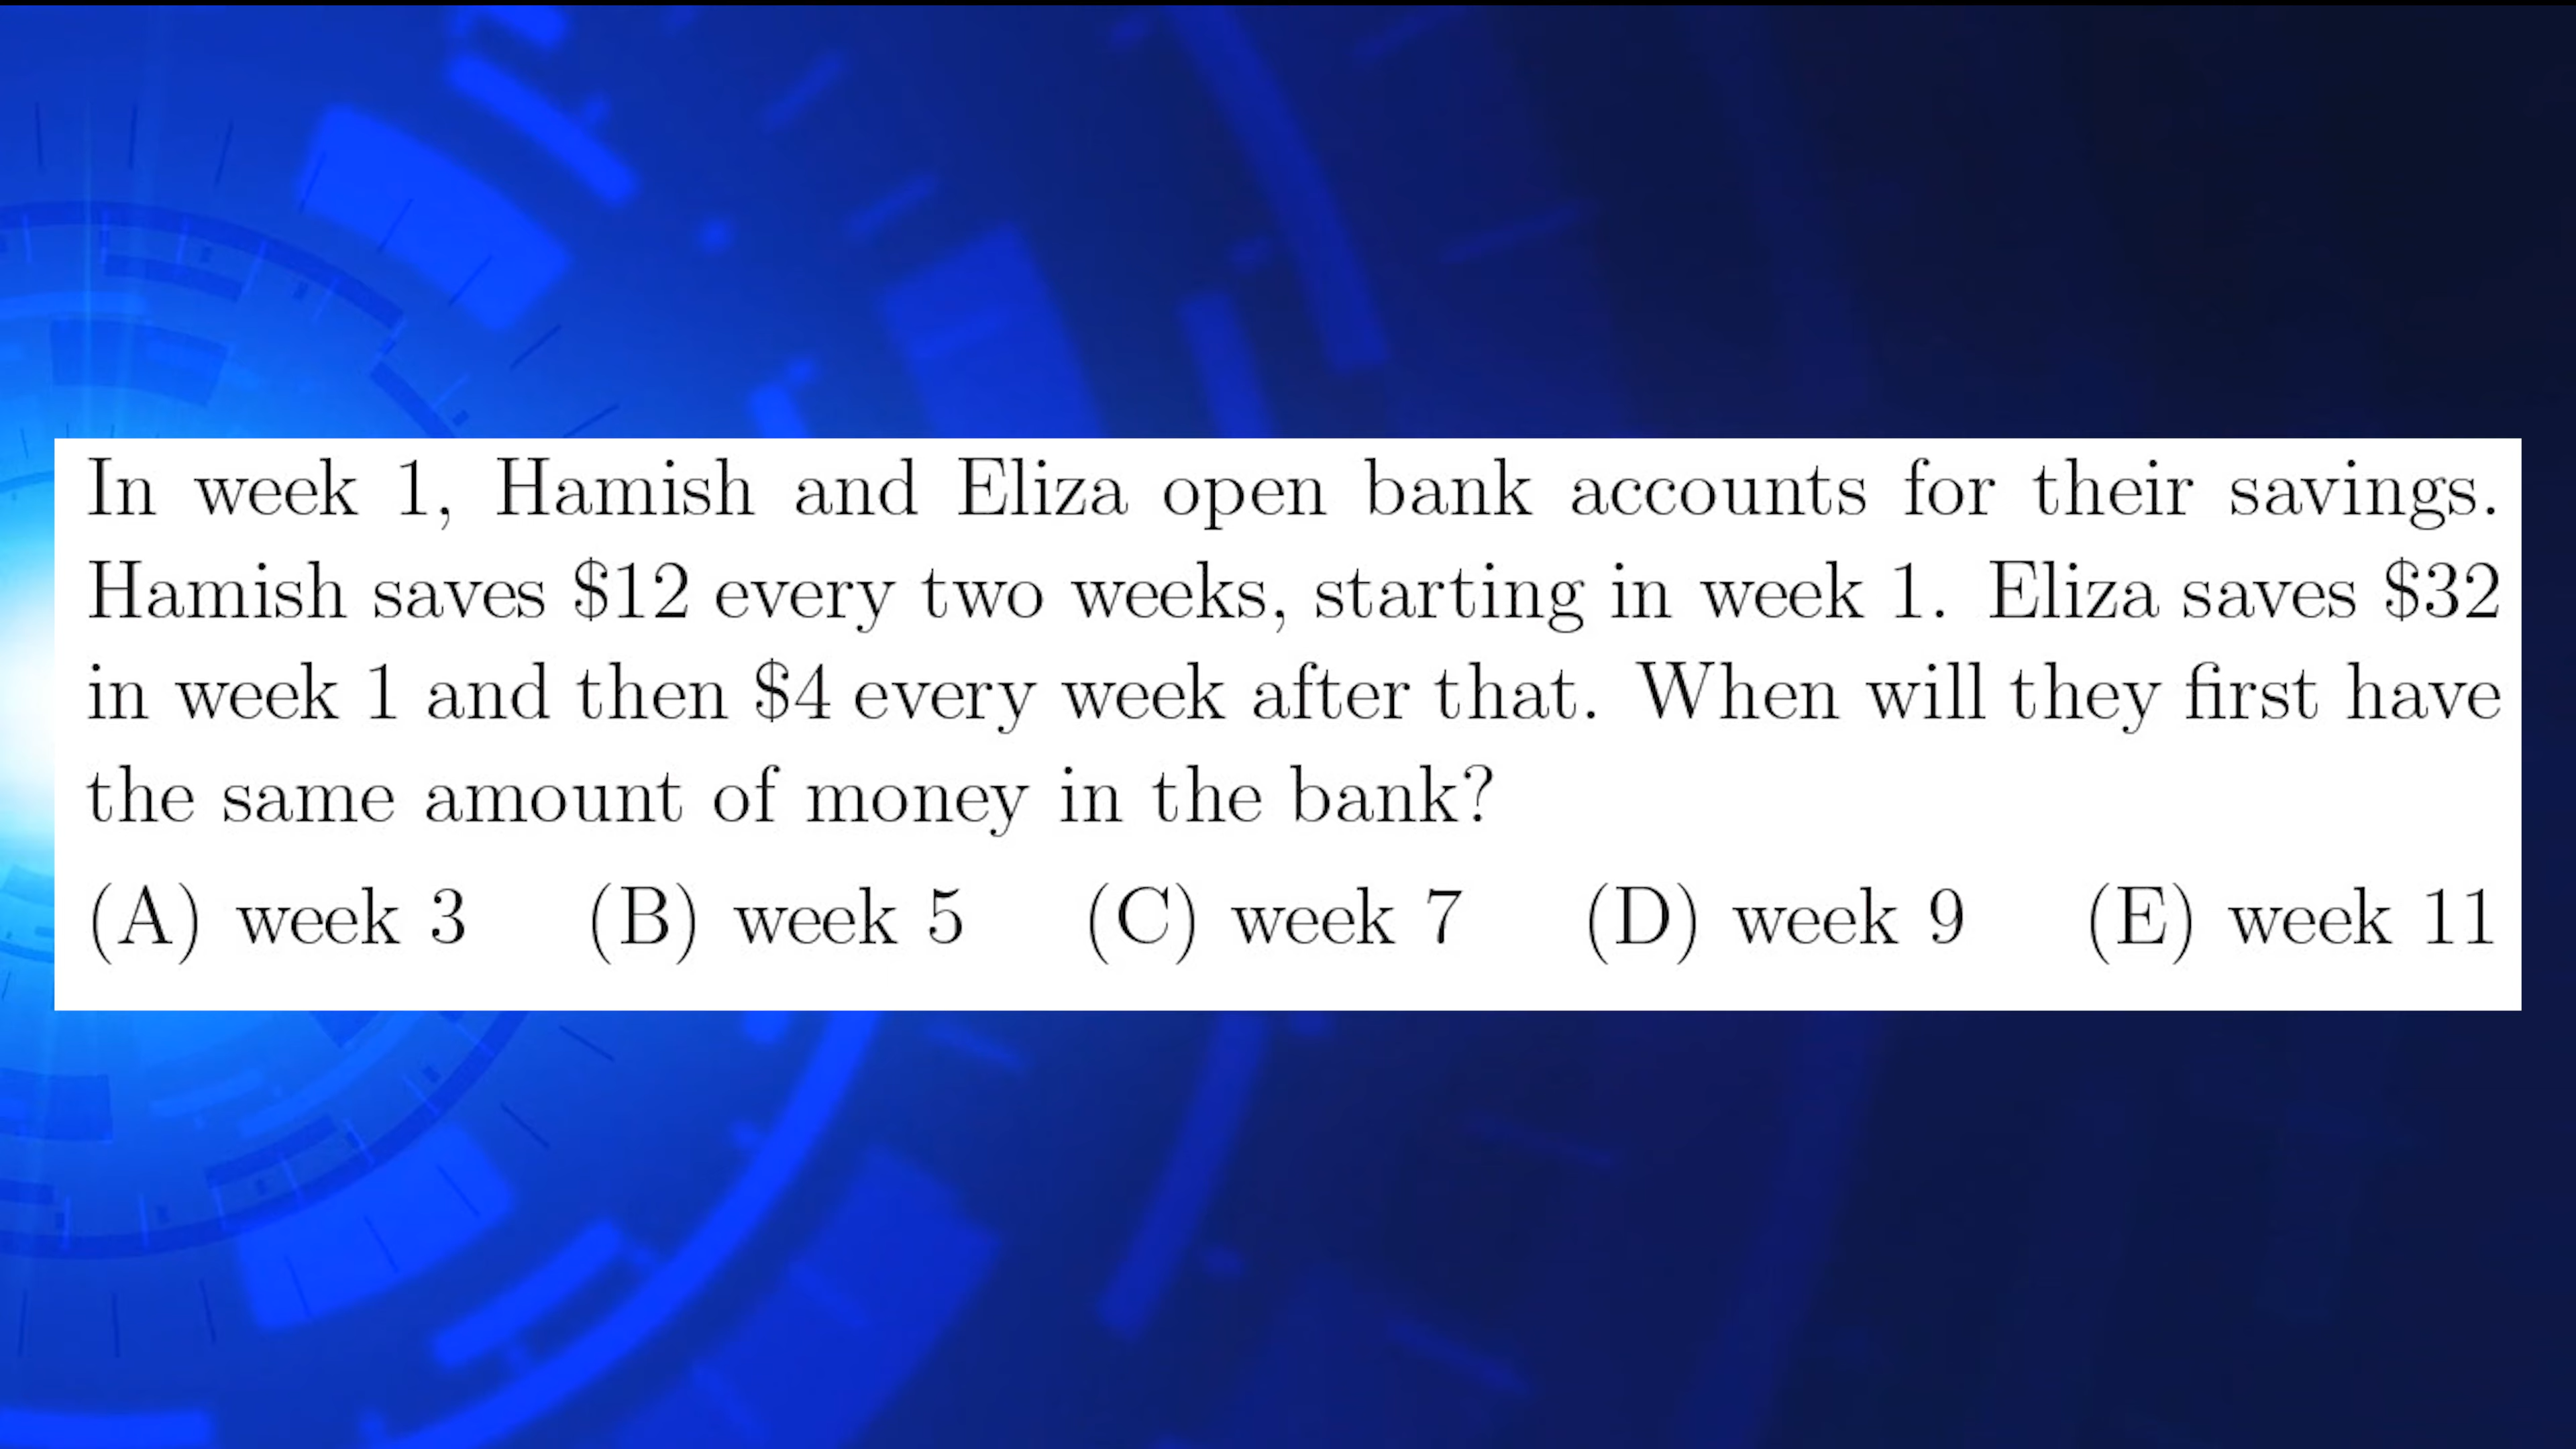 In week 1, Hamish and Eliza open bank accounts for their savings.
Hamish saves $12 every two weeks, starting in week 1. Eliza saves $32
in week 1 and then $4 every week after that. When will they first have
the same amount of money in the bank?
(A) week 3 (B) week 5 (C) week 7 (D) week 9 (E) week 11